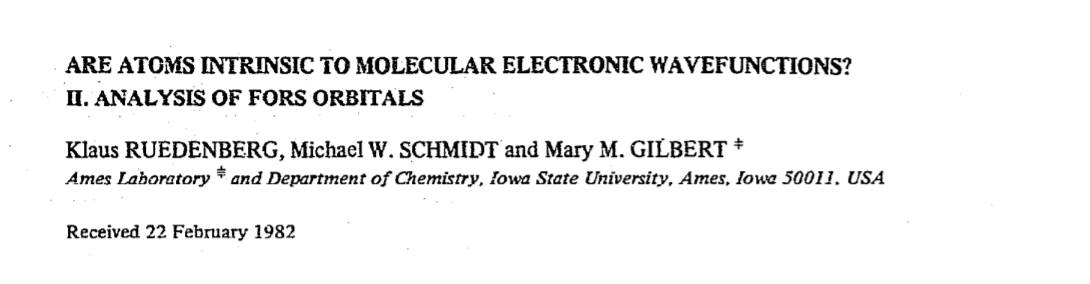 ARE ATOMS INTRINSIC TO MOLECULAR ELECTRONIC WAVEFUNCTIONS?
II. ANALYSIS OF FORS ORBITALS
Klaus RUEDENBERG, Michael W. SCHMIDT and Mary M. GILBERT ‡
Ames Laboratory ‡ and Department of Chemistry, Iowa State University, Ames, Iowa 50011, USA
Received 22 February 1982